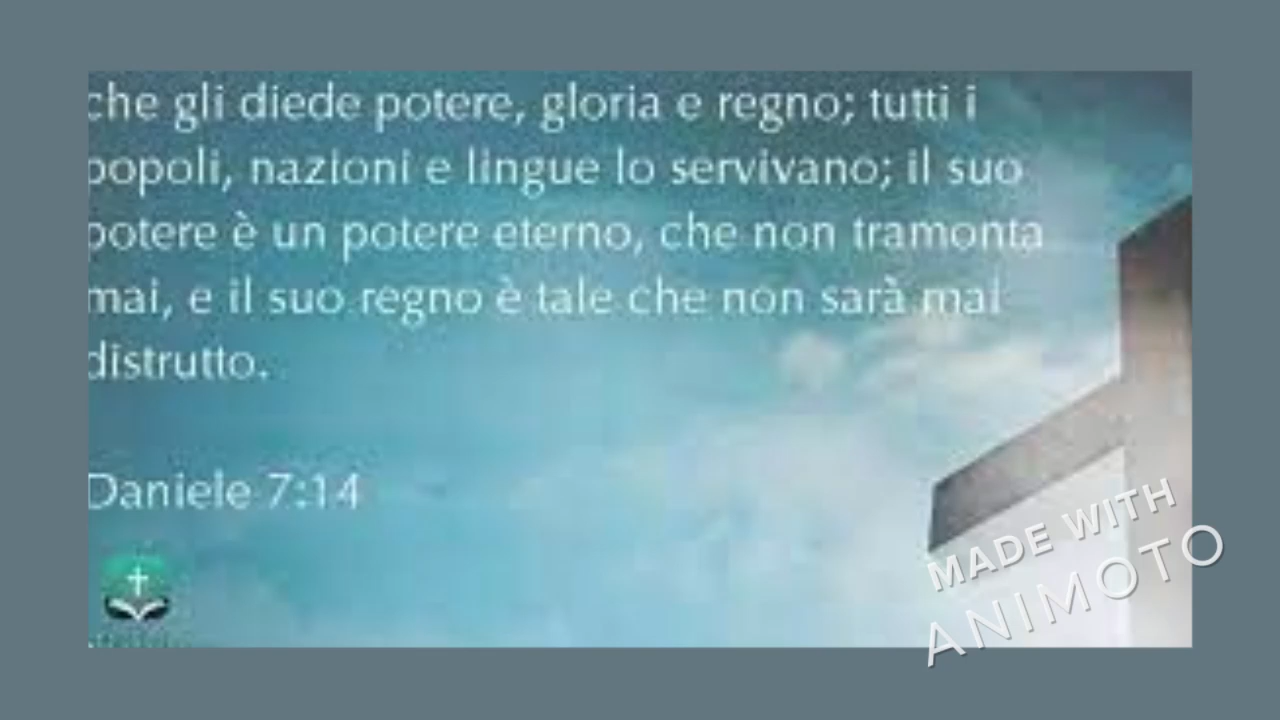 che gli diede potere, gloria e regno; tutti i
popoli, nazioni e lingue lo servivano; il suo
potere è un potere eterno, che non tramonta
mai, e il suo regno è tale che non sarà mai
distrutto.
Daniele 7:14
MADE WITH
ANIMOTO